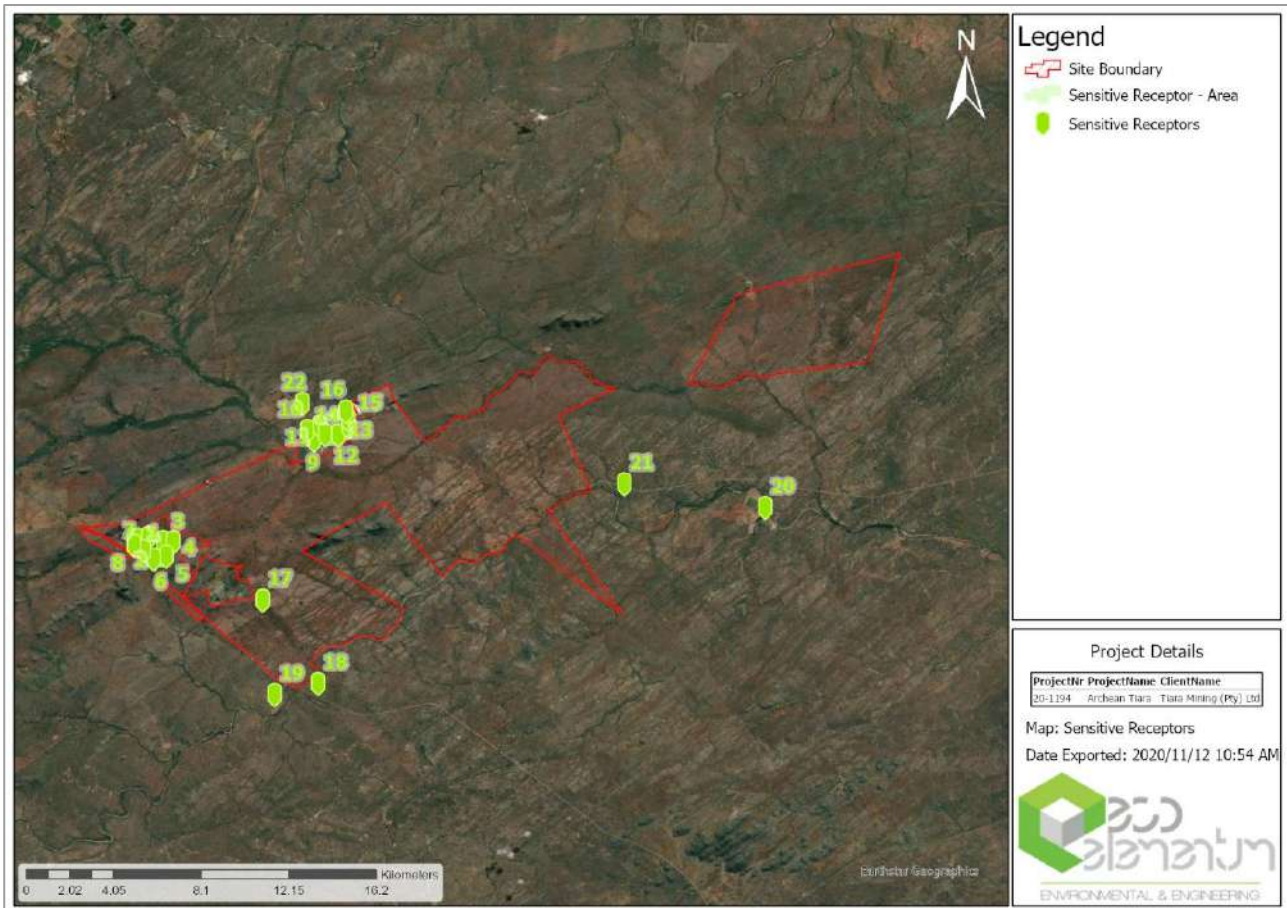 N
22
16
15
13
9
12
21
20
3
4
8
6
5
17
19
18
Kilometers
0 2.02 4.05 8.1 12.15 16.2
Earthstar Geographics
Legend
Site Boundary
Sensitive Receptor - Area
Sensitive Receptors
Project Details
ProjectNr ProjectName ClientName
20-1194 Archean Tiara Tiara Mining (Pty) Ltd
Map: Sensitive Receptors
Date Exported: 2020/11/12 10:54 AM
eco
elementum
ENVIRONMENTAL & ENGINEERING